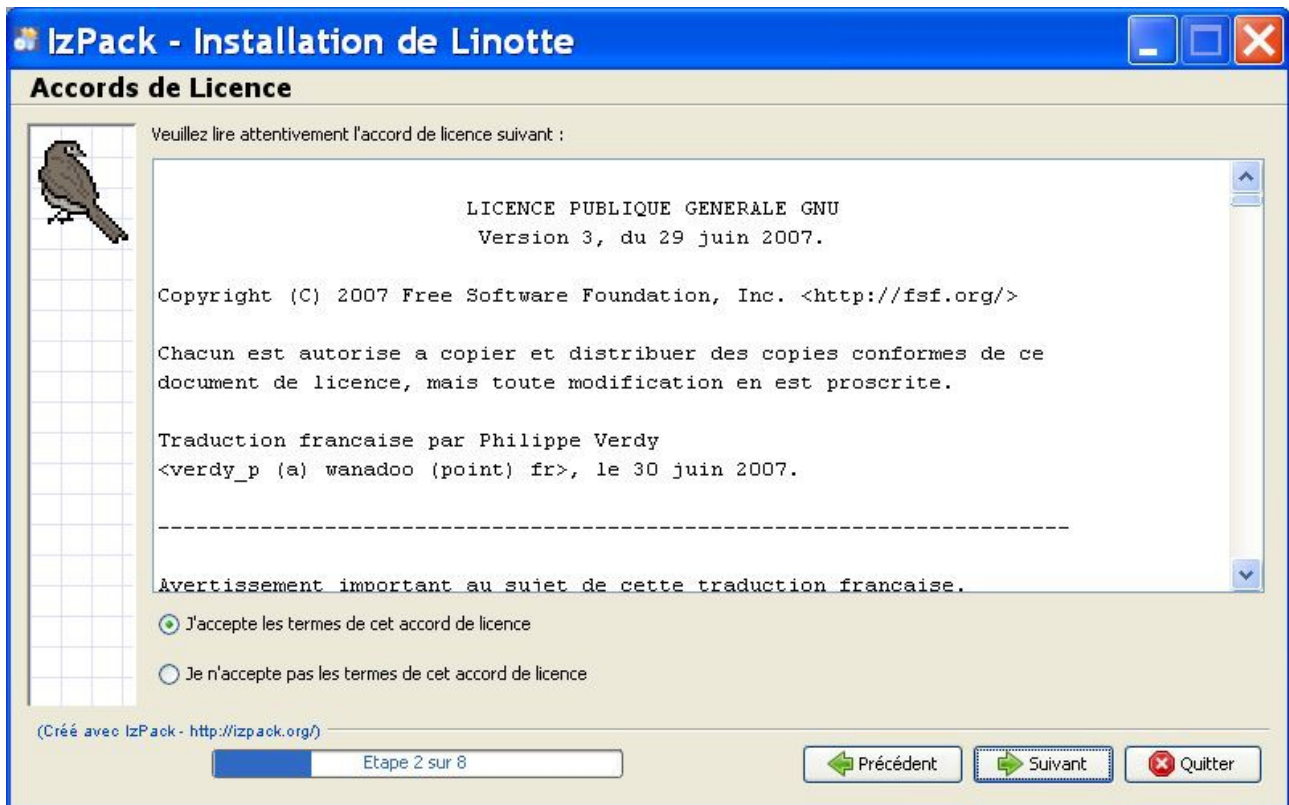 IzPack - Installation de Linotte
Accords de Licence
Veuillez lire attentivement l'accord de licence suivant :
LICENCE PUBLIQUE GENERALE GNU
Version 3, du 29 juin 2007.
Copyright (C) 2007 Free Software Foundation, Inc. <http://fsf.org/>
Chacun est autorise a copier et distribuer des copies conformes de ce
document de licence, mais toute modification en est proscrite.
Traduction francaise par Philippe Verdy
<verdy_p (a) wanadoo (point) fr>, le 30 juin 2007.
-----------------------------------------------------------------------
Avertissement important au sujet de cette traduction francaise.
J'accepte les termes de cet accord de licence
Je n'accepte pas les termes de cet accord de licence
(Créé avec IzPack - http://izpack.org/)
Etape 2 sur 8
Précédent
Suivant
Quitter